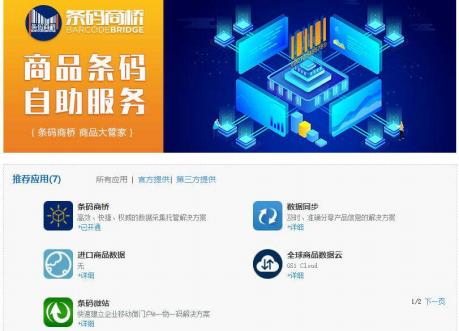 条码商桥
BARCODEBRIDGE
商品条码
自助服务
(条码商桥 商品大管家)
推荐应用(7) 所有应用 | 官方提供 | 第三方提供
条码商桥
高效、快捷、权威的数据采集托管解决方案
+已开通
数据同步
及时、准确分享产品信息的解决方案
+详细
进口商品数据
无
+详细
全球商品数据云
GS1 Cloud
+详细
条码微站
快速建立企业移动微门户&一物一码解决方案
+详细
1/2 下一页